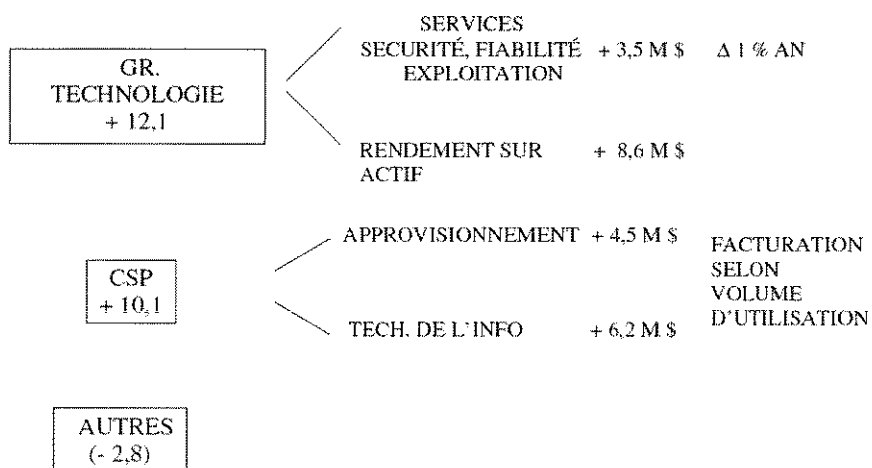 GR.
TECHNOLOGIE
+ 12,1
SERVICES
SECURITÉ, FIABILITÉ + 3,5 M $ Δ 1 % AN
EXPLOITATION
RENDEMENT SUR + 8,6 M $
ACTIF
CSP
+ 10,1
APPROVISIONNEMENT + 4,5 M $
TECH. DE L'INFO + 6,2 M $
FACTURATION
SELON
VOLUME
D'UTILISATION
AUTRES
(- 2,8)